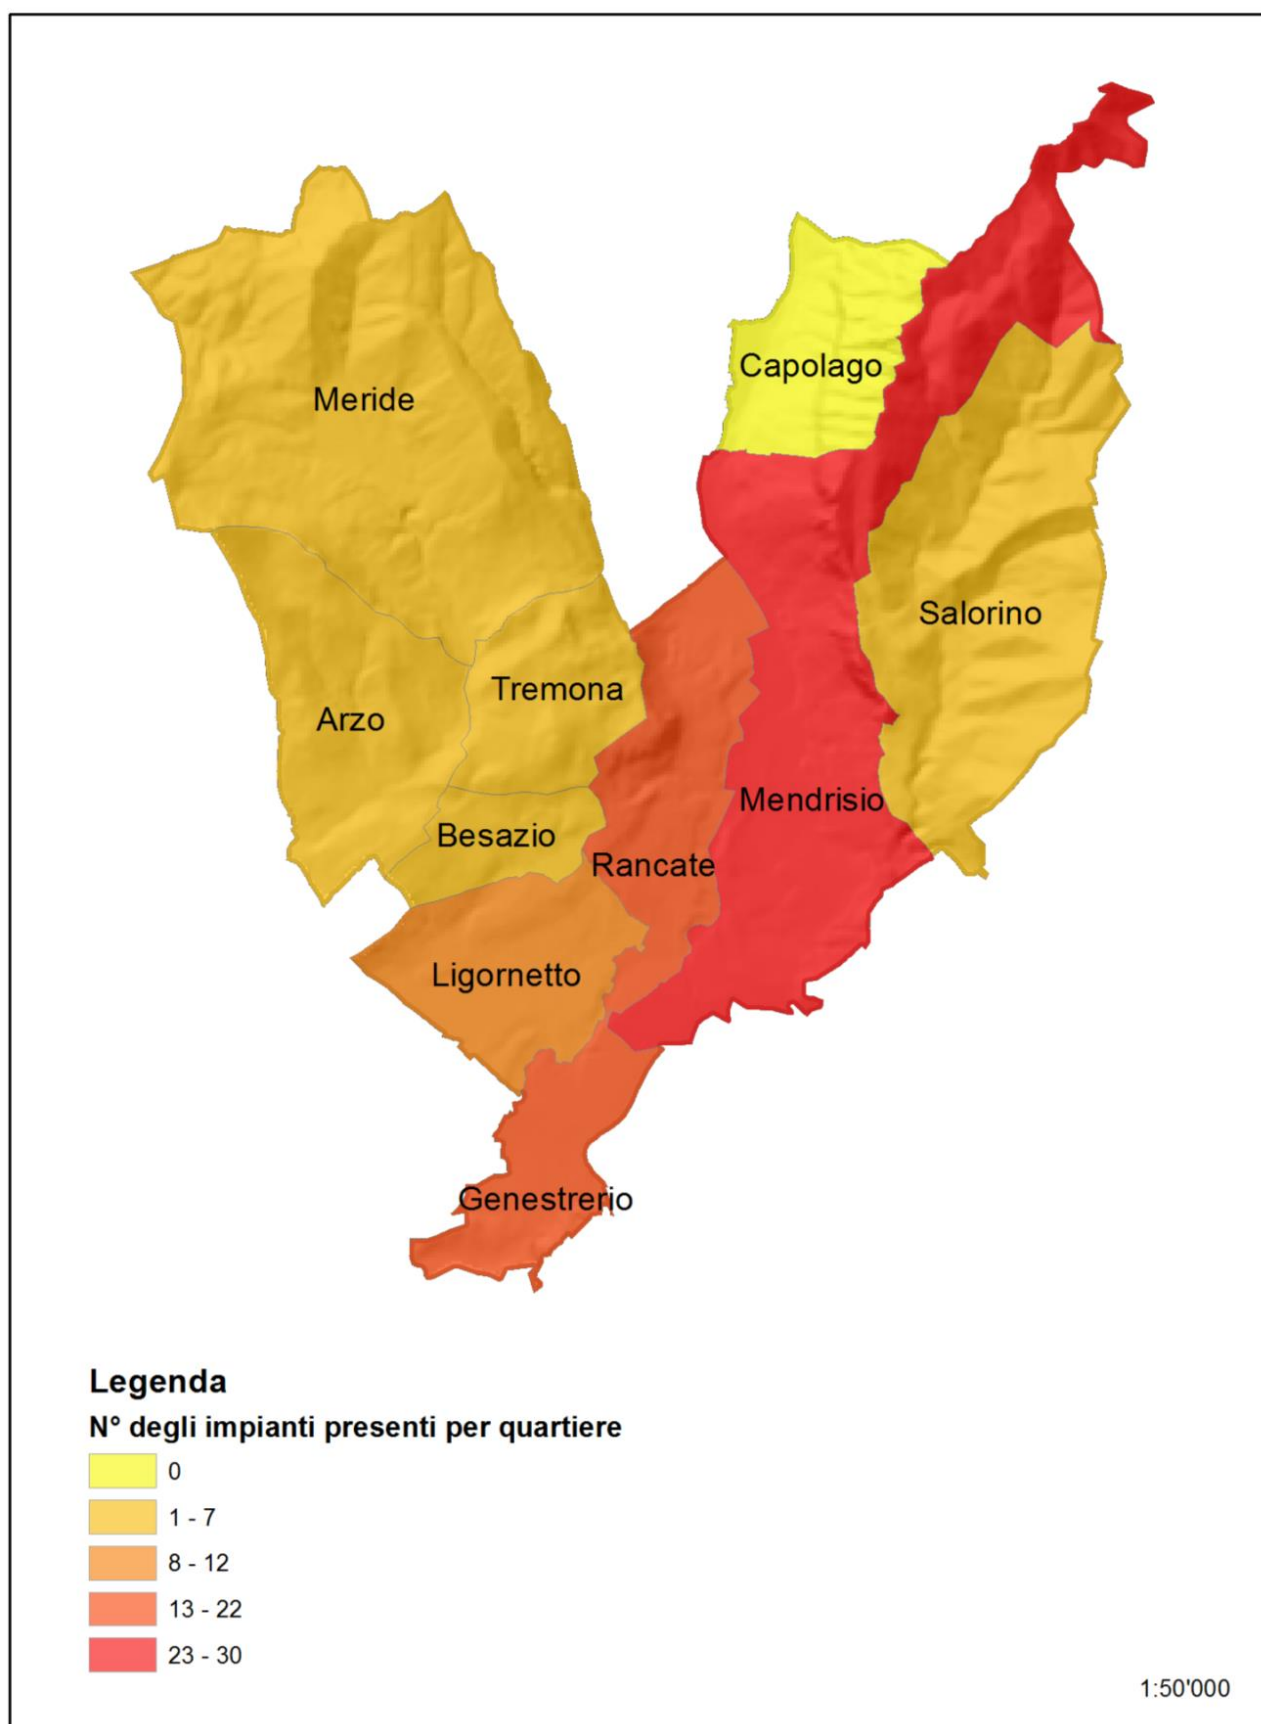 Capolago
Meride
Salorino
Tremona
Arzo
Mendrisio
Besazio
Rancate
Ligornetto
Genestrerio
Legenda
N° degli impianti presenti per quartiere
0
1 - 7
8 - 12
13 - 22
23 - 30
1:50'000